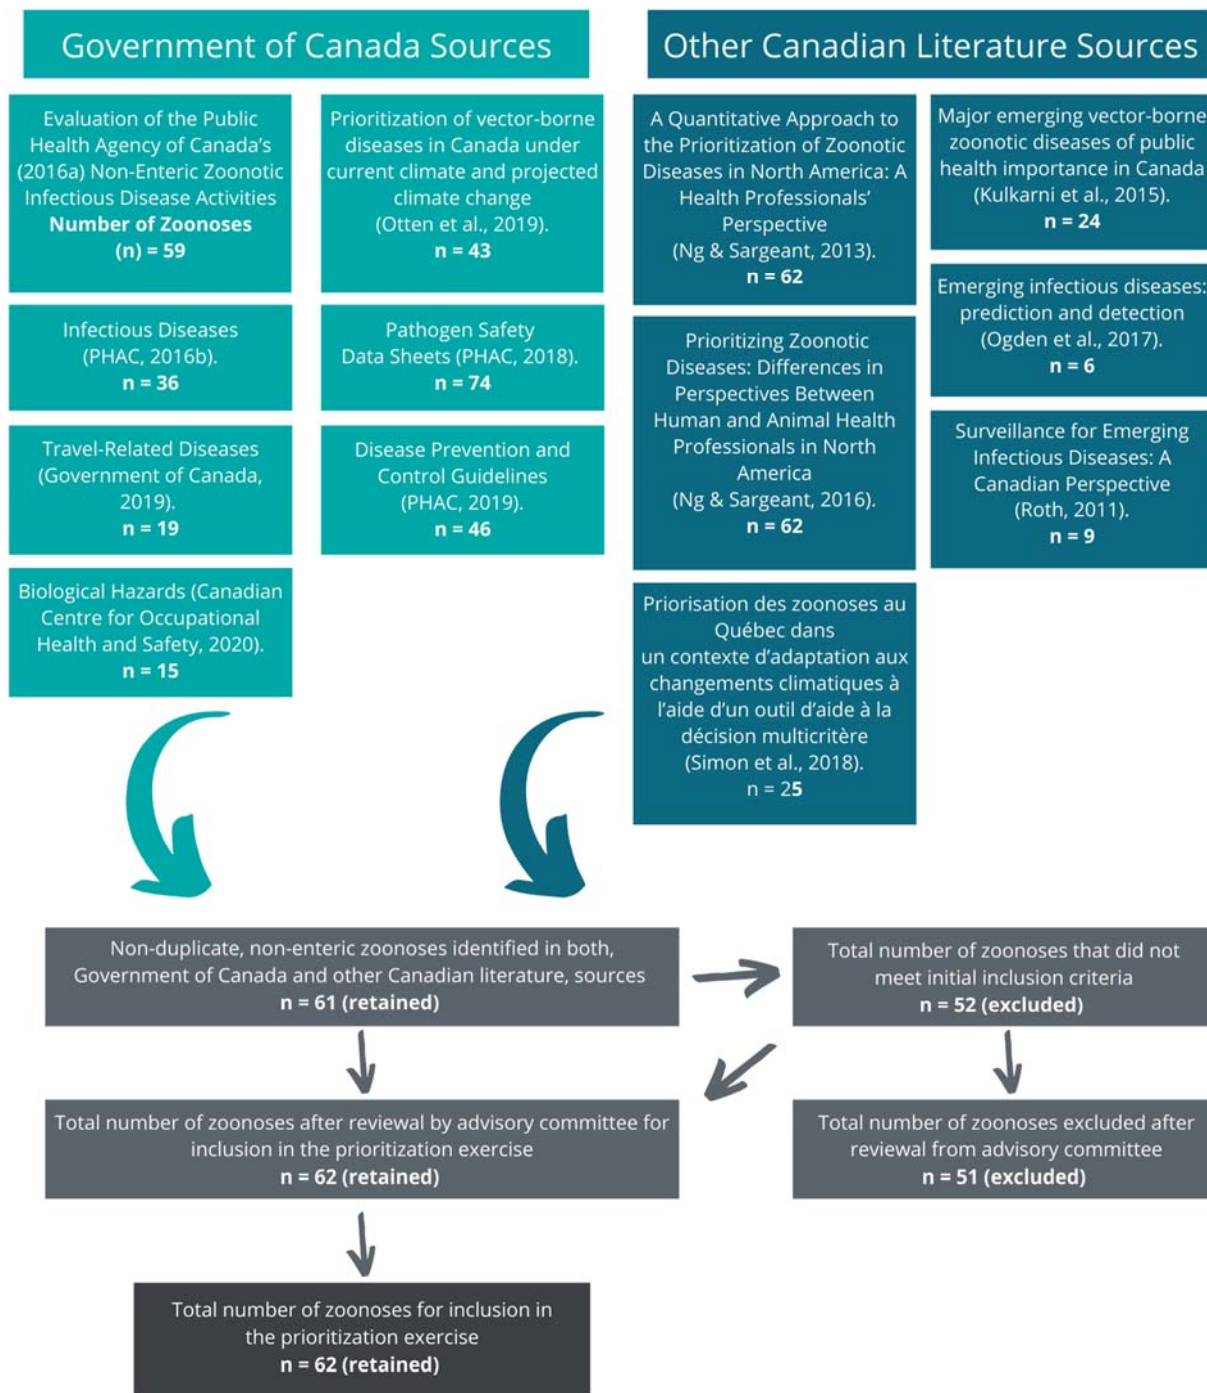 Government of Canada Sources
Evaluation of the Public
Health Agency of Canada's
(2016a) Non-Enteric Zoonotic
Infectious Disease Activities
Number of Zoonoses
(n) = 59
Prioritization of vector-borne
diseases in Canada under
current climate and projected
climate change
(Otten et al., 2019).
n = 43
Infectious Diseases
(PHAC, 2016b).
n = 36
Pathogen Safety
Data Sheets (PHAC, 2018).
n = 74
Travel-Related Diseases
(Government of Canada,
2019).
n = 19
Disease Prevention and
Control Guidelines
(PHAC, 2019).
n = 46
Biological Hazards (Canadian
Centre for Occupational
Health and Safety, 2020).
n = 15
Other Canadian Literature Sources
A Quantitative Approach to
the Prioritization of Zoonotic
Diseases in North America: A
Health Professionals'
Perspective
(Ng & Sargeant, 2013).
n = 62
Major emerging vector-borne
zoonotic diseases of public
health importance in Canada
(Kulkarni et al., 2015).
n = 24
Emerging infectious diseases:
prediction and detection
(Ogden et al., 2017).
n = 6
Prioritizing Zoonotic
Diseases: Differences in
Perspectives Between
Human and Animal Health
Professionals in North
America
(Ng & Sargeant, 2016).
n = 62
Surveillance for Emerging
Infectious Diseases: A
Canadian Perspective
(Roth, 2011).
n = 9
Priorisation des zoonoses au
Québec dans
un contexte d'adaptation aux
changements climatiques à
l'aide d'un outil d'aide à la
décision multicritère
(Simon et al., 2018).
n = 25
Non-duplicate, non-enteric zoonoses identified in both,
Government of Canada and other Canadian literature, sources
n = 61 (retained)
Total number of zoonoses that did not
meet initial inclusion criteria
n = 52 (excluded)
Total number of zoonoses after reviewal by advisory committee for
inclusion in the prioritization exercise
n = 62 (retained)
Total number of zoonoses excluded after
reviewal from advisory committee
n = 51 (excluded)
Total number of zoonoses for inclusion in
the prioritization exercise
n = 62 (retained)